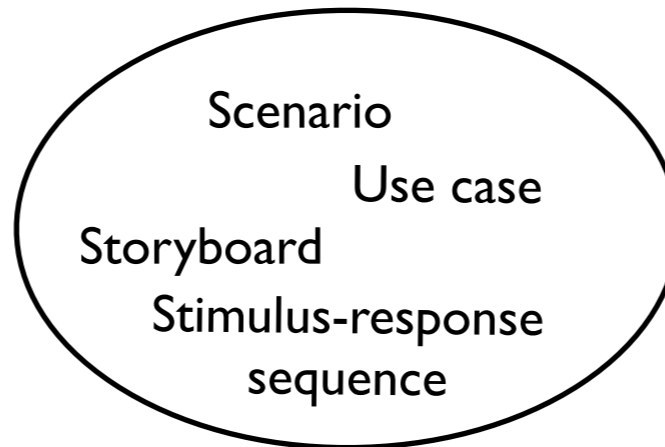 Scenario
Use case
Storyboard
Stimulus-response
sequence